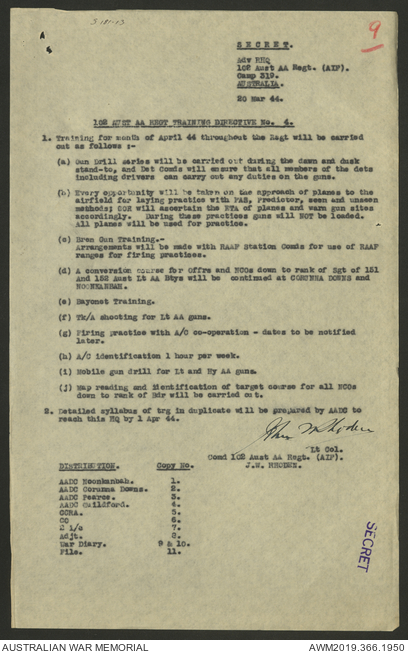 9
SECRET.
Adv RHQ
102 Aust AA Regt. (AIF).
Camp 319.
AUSTRALIA.
20 Mar 44.
102 AUST AA REGT TRAINING DIRECTIVE No. 4.
1. Training for month of April 44 throughout the Regt will be carried
out as follows :-
(a) Gun Drill series will be carried out during the dawn and dusk
stand-to, and Det Comds will ensure that all members of the dets
including drivers can carry out any duties on the guns.
(b) Every opportunity will be taken on the approach of planes to the
airfield for laying practice with FAS, Predictor, seen and unseen
methods; GOR will ascertain the ETA of planes and warn gun sites
accordingly. During these practices guns will NOT be loaded.
All planes will be used for practice.
(c) Bren Gun Training.-
Arrangements will be made with RAAF Station Comds for use of RAAF
ranges for firing practices.
(d) A conversion course for Offrs and NCOs down to rank of Sgt of 151
and 152 Aust Lt AA Btys will be continued at CORUNNA DOWNS and
NOONKANBAH.
(e) Bayonet Training.
(f) Tk/A shooting for Lt AA guns.
(g) Firing practice with A/C co-operation - dates to be notified
later.
(h) A/C identification 1 hour per week.
(i) Mobile gun drill for Lt and Hy AA guns.
(j) Map reading and identification of target course for all NCOs
down to rank of Bdr will be carried out.
2. Detailed syllabus of trg in duplicate will be prepared by AADC to
reach this HQ by 1 Apr 44.
Lt Col.
Comd 102 Aust AA Regt. (AIF).
J.W. RHODEN.
DISTRIBUTION. Copy No.
AADC Noonkanbah. 1.
AADC Corunna Downs. 2.
AADC Pearce. 3.
AADC Guildford. 4.
CCRA. 5.
CO 6.
2 i/c 7.
Adjt. 8.
War Diary. 9 & 10.
File. 11.
SECRET
AUSTRALIAN WAR MEMORIAL AWM2019.366.1950